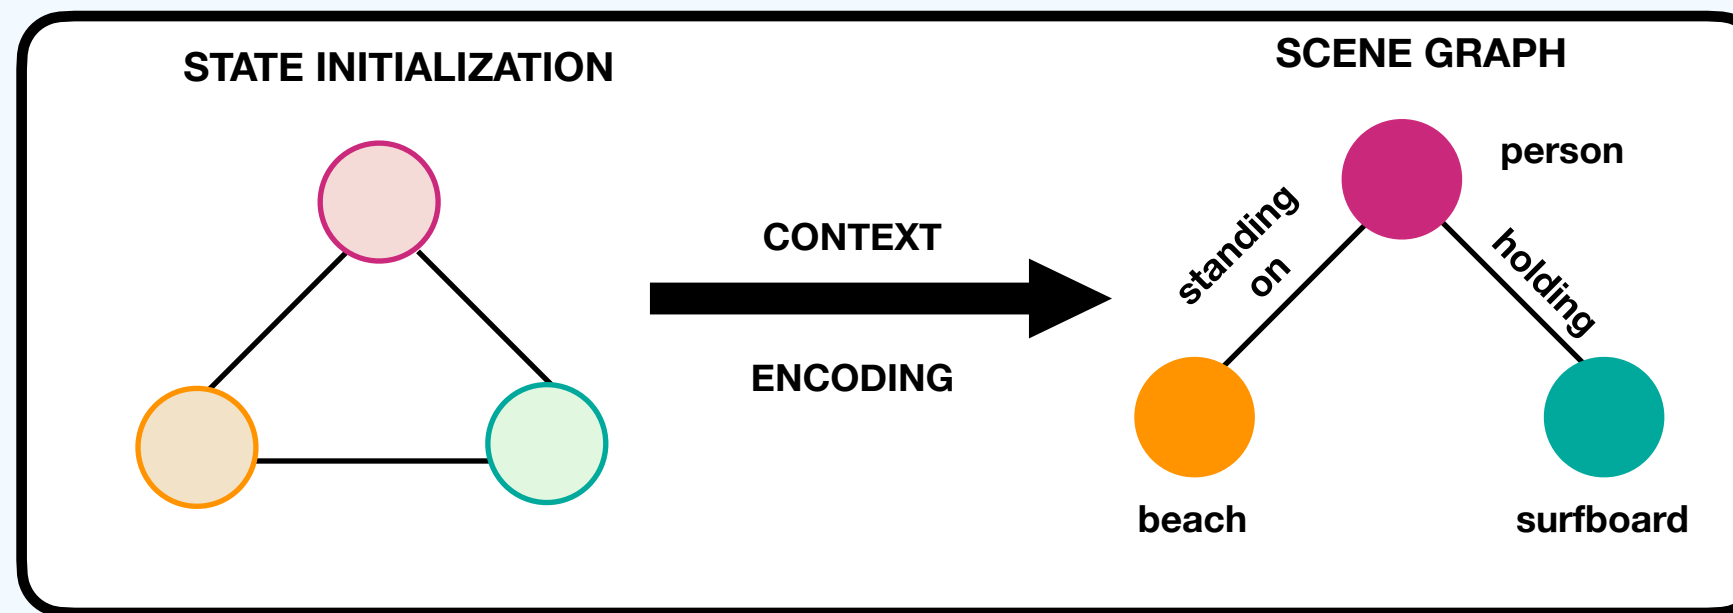 STATE INITIALIZATION
SCENE GRAPH
person
CONTEXT
ENCODING
standing
on
holding
beach
surfboard